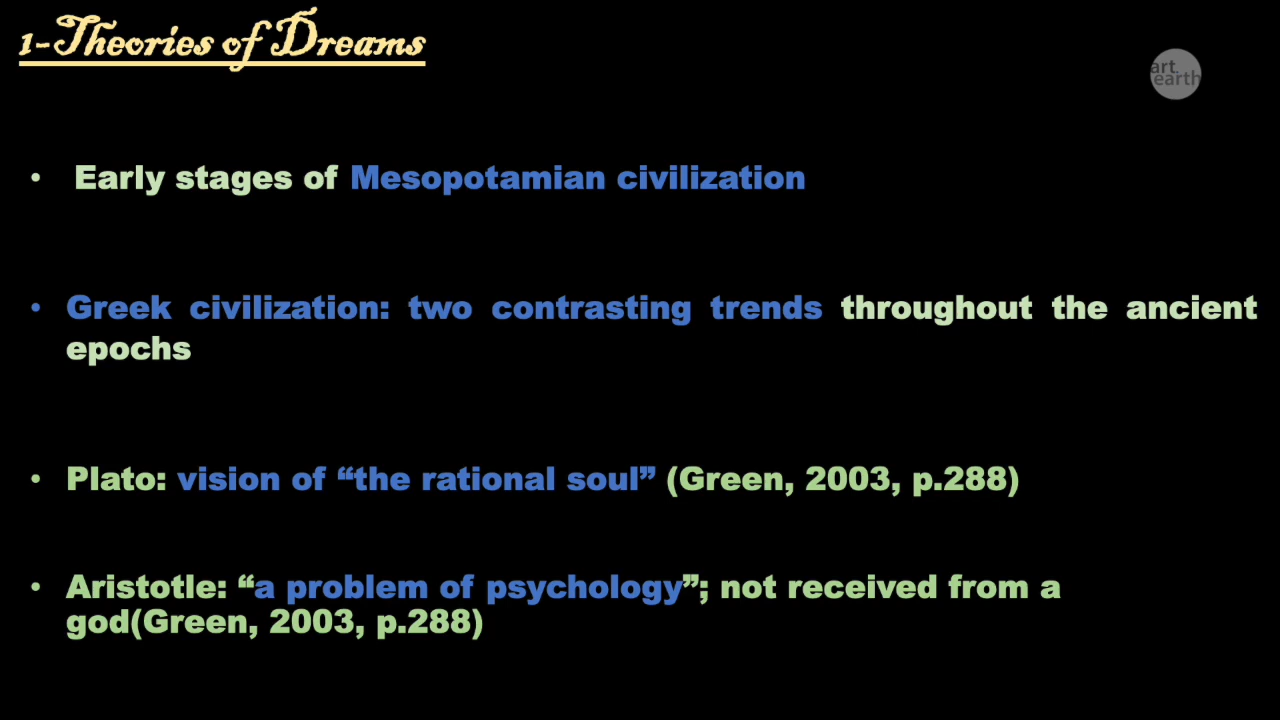 1-Theories of Dreams
art
earth
• Early stages of Mesopotamian civilization
• Greek civilization: two contrasting trends throughout the ancient
epochs
• Plato: vision of “the rational soul” (Green, 2003, p.288)
• Aristotle: “a problem of psychology”; not received from a
god(Green, 2003, p.288)